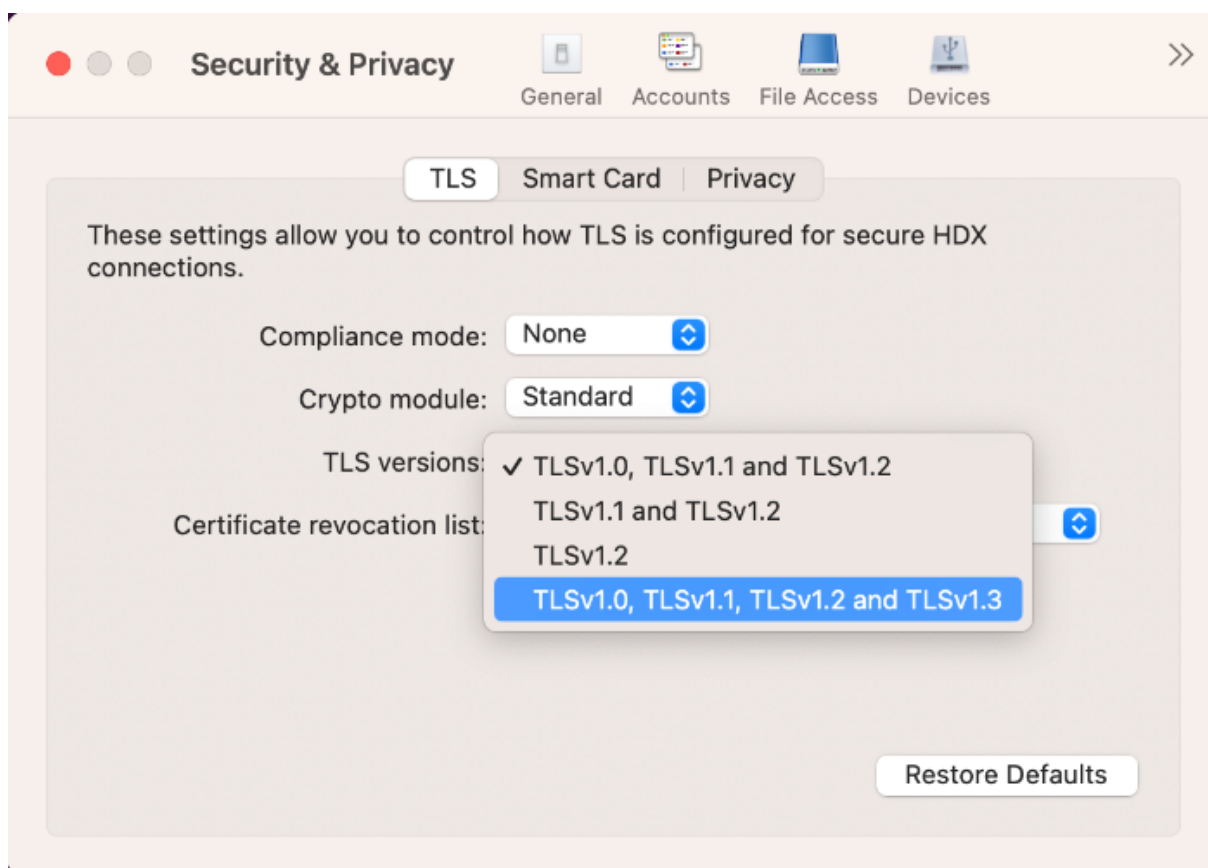 Security & Privacy
General
Accounts
File Access
Devices
TLS
Smart Card
Privacy
These settings allow you to control how TLS is configured for secure HDX
connections.
Compliance mode: None
Crypto module: Standard
TLS versions: ✓ TLSv1.0, TLSv1.1 and TLSv1.2
TLSv1.1 and TLSv1.2
Certificate revocation list:
TLSv1.2
TLSv1.0, TLSv1.1, TLSv1.2 and TLSv1.3
Restore Defaults